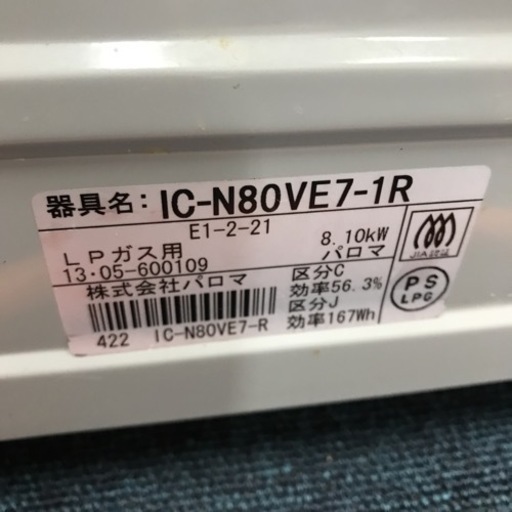 器具名: IC-N80VE7-1R
E1-2-21
LPガス用 8.10kW
13・05-600109 パロマ
株式会社パロマ 区分C
効率56.3%
区分J
効率167Wh
422 IC-N80VE7-R
JIA認証
PS
LPG